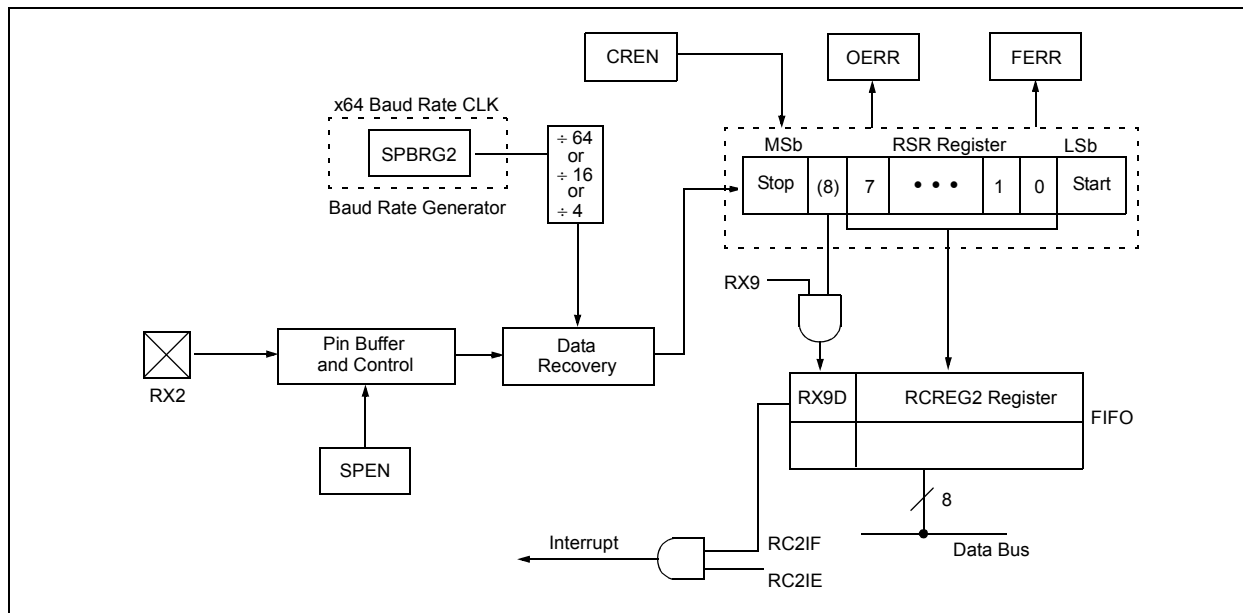 CREN
OERR
FERR
x64 Baud Rate CLK
SPBRG2
Baud Rate Generator
÷ 64
or
÷ 16
or
÷ 4
MSb
RSR Register
LSb
Stop
(8)
7
• • •
1
0
Start
RX9
RX2
Pin Buffer
and Control
Data
Recovery
SPEN
RX9D
RCREG2 Register
FIFO
8
Data Bus
Interrupt
RC2IF
RC2IE